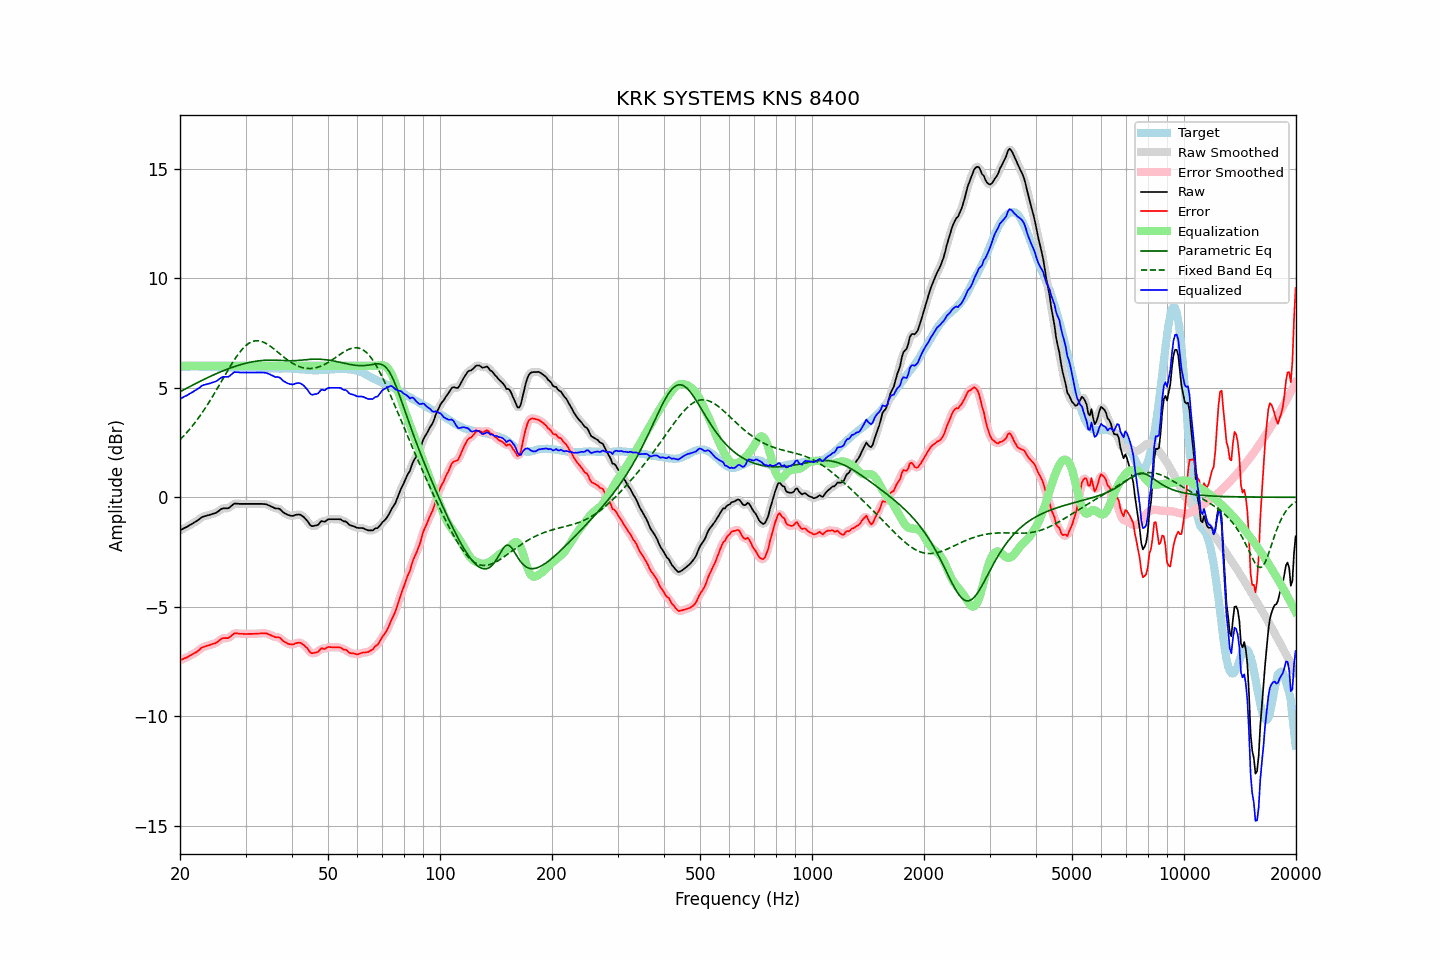 KRK SYSTEMS KNS 8400
Target
Raw Smoothed
Error Smoothed
Raw
Error
Equalization
Parametric Eq
Fixed Band Eq
Equalized
Amplitude (dBr)
15
10
5
0
−5
−10
−15
20 50 100 200 500 1000 2000 5000 10000 20000
Frequency (Hz)